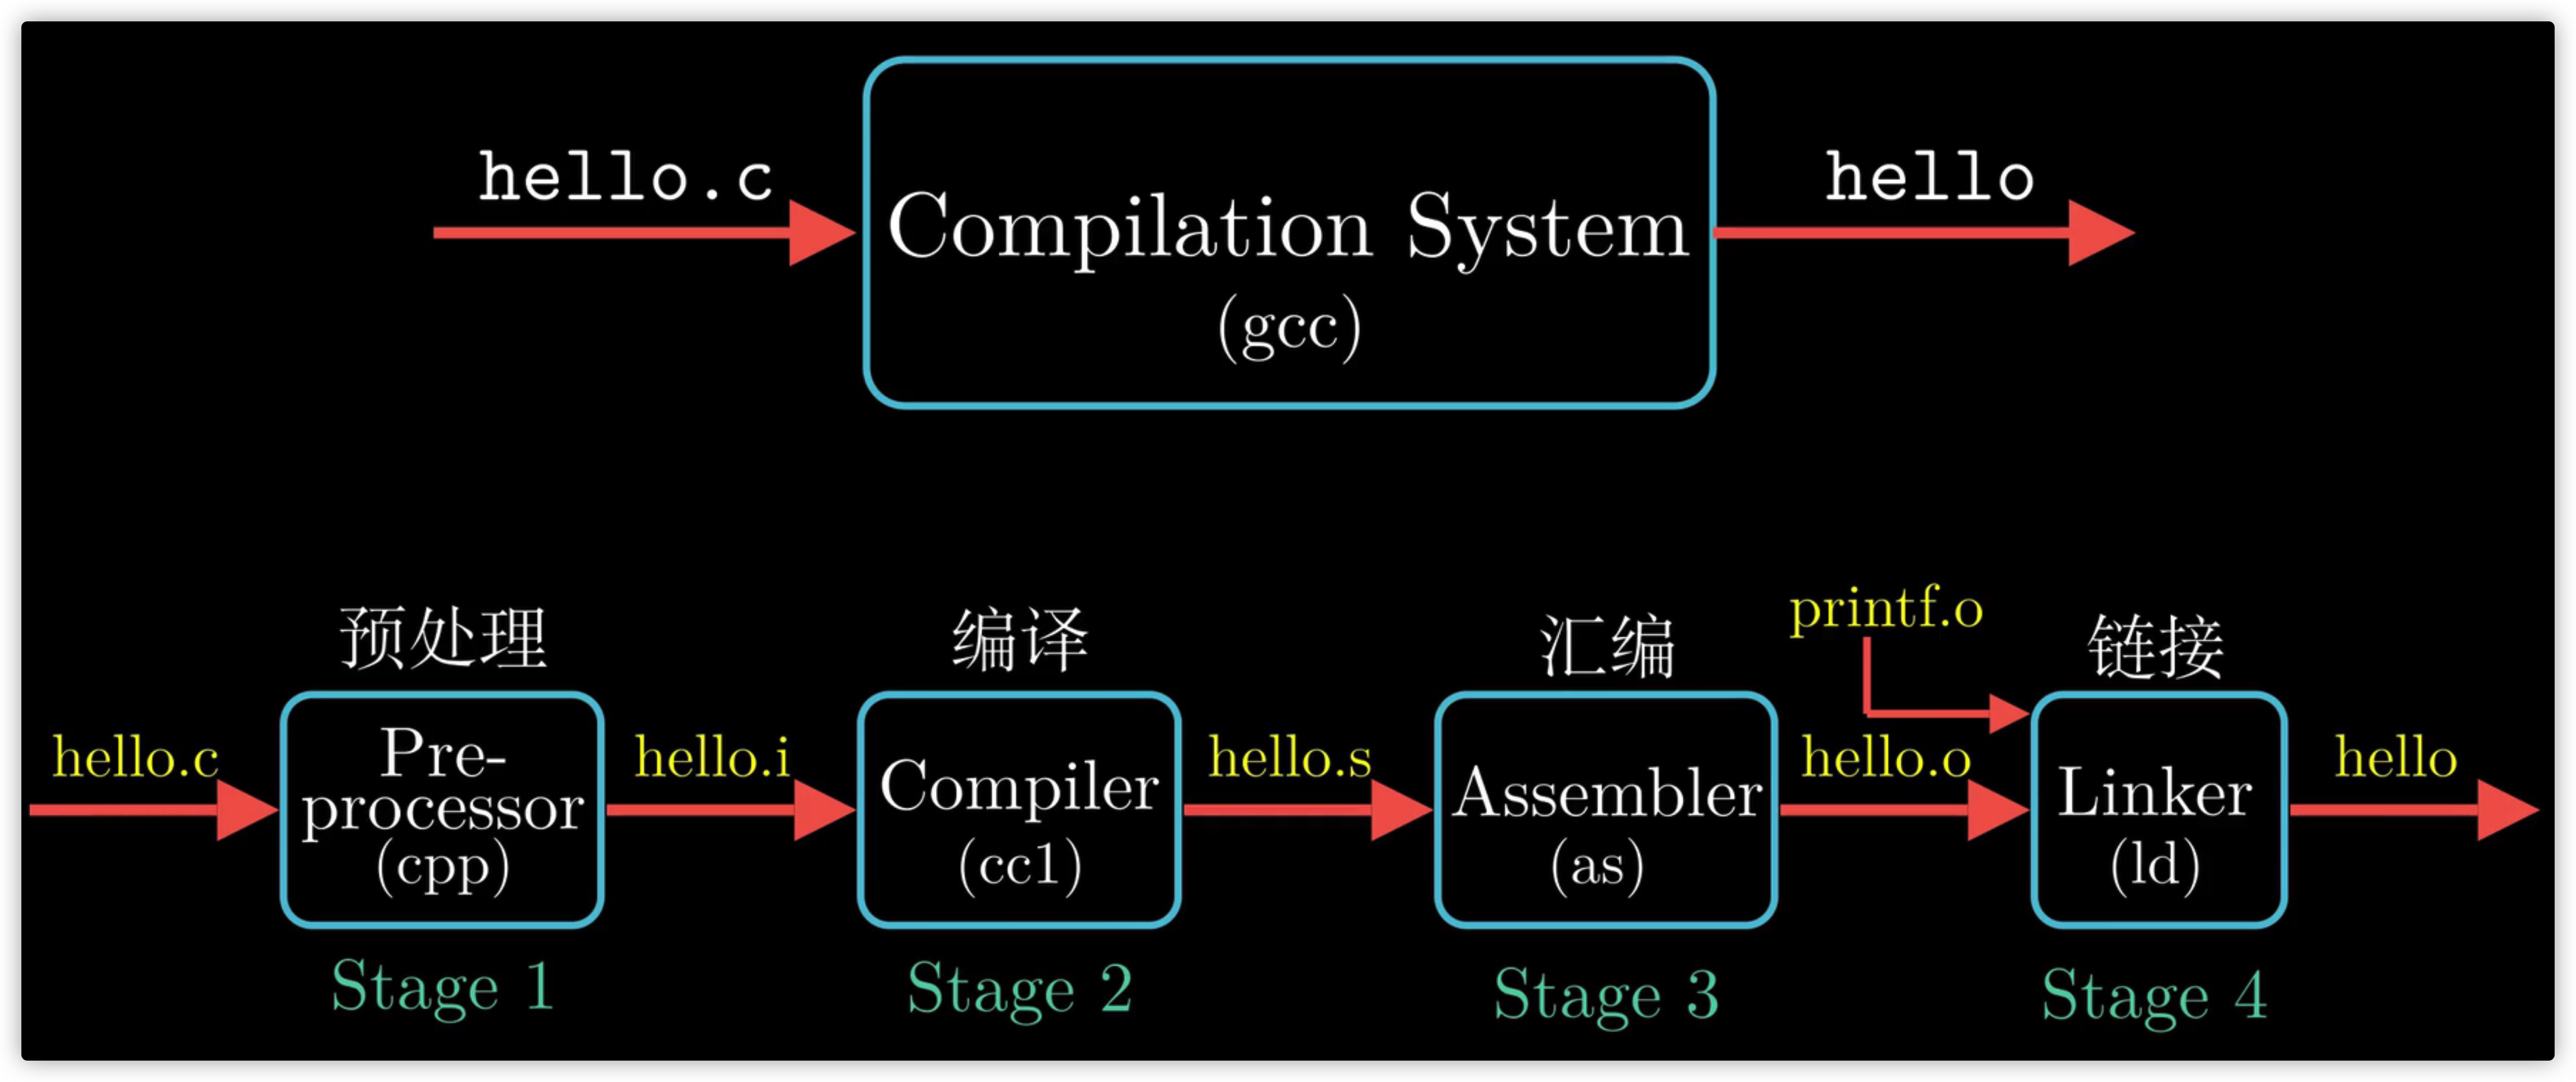 hello.c
Compilation System
(gcc)
hello
预处理
编译
汇编
printf.o
链接
hello.c
Pre-
processor
(cpp)
hello.i
Compiler
(cc1)
hello.s
Assembler
(as)
hello.o
Linker
(ld)
hello
Stage 1
Stage 2
Stage 3
Stage 4